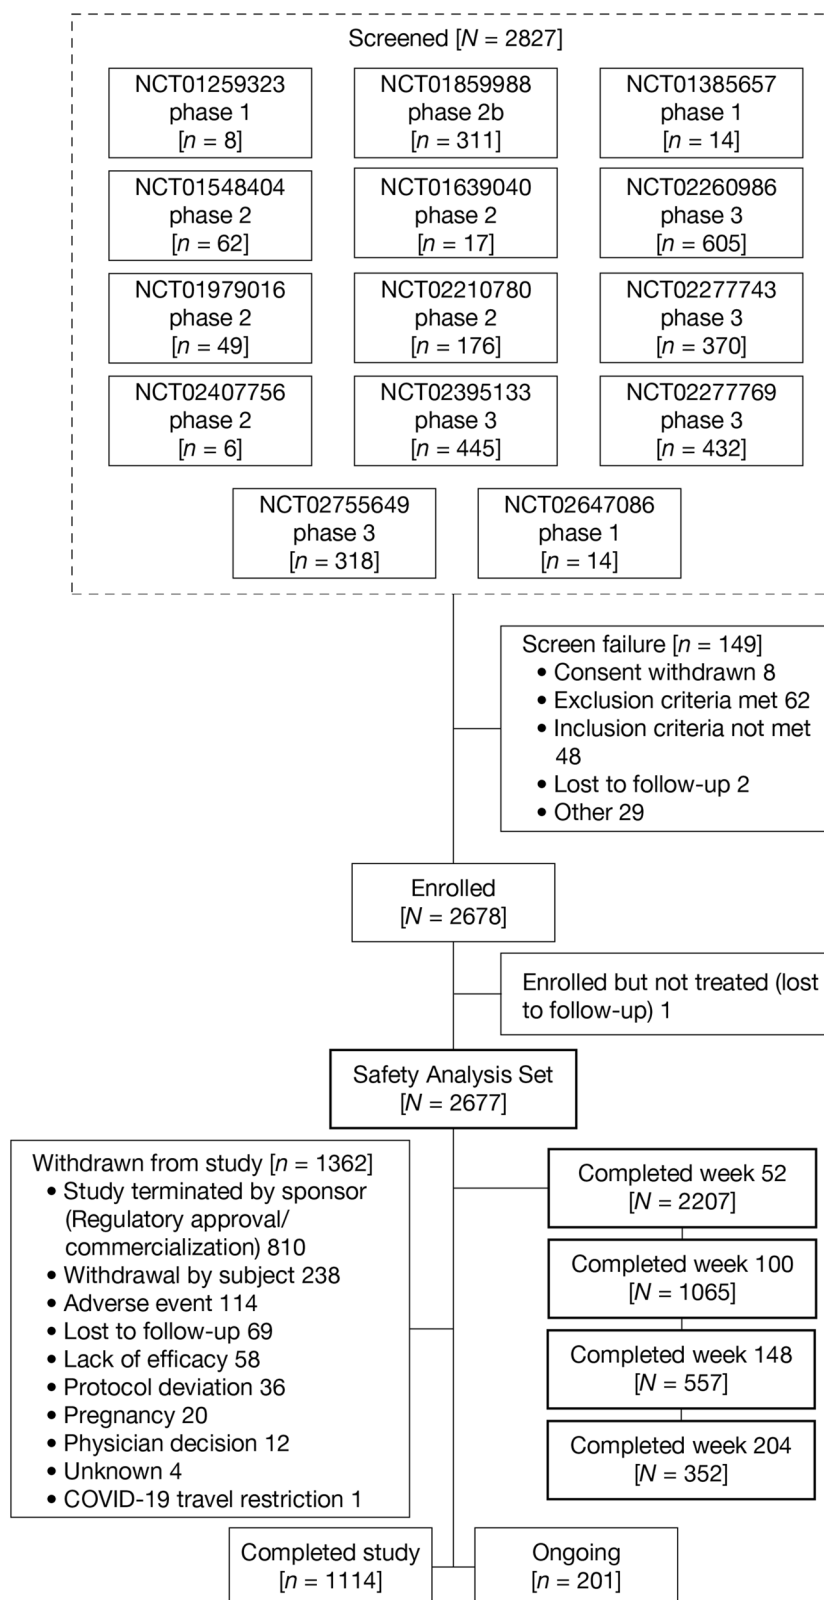 Screened [N = 2827]
NCT01259323
phase 1
[n = 8]
NCT01859988
phase 2b
[n = 311]
NCT01385657
phase 1
[n = 14]
NCT01548404
phase 2
[n = 62]
NCT01639040
phase 2
[n = 17]
NCT02260986
phase 3
[n = 605]
NCT01979016
phase 2
[n = 49]
NCT02210780
phase 2
[n = 176]
NCT02277743
phase 3
[n = 370]
NCT02407756
phase 2
[n = 6]
NCT02395133
phase 3
[n = 445]
NCT02277769
phase 3
[n = 432]
NCT02755649
phase 3
[n = 318]
NCT02647086
phase 1
[n = 14]
Screen failure [n = 149]
• Consent withdrawn 8
• Exclusion criteria met 62
• Inclusion criteria not met
48
• Lost to follow-up 2
• Other 29
Enrolled
[N = 2678]
Enrolled but not treated (lost
to follow-up) 1
Safety Analysis Set
[N = 2677]
Withdrawn from study [n = 1362]
• Study terminated by sponsor
(Regulatory approval/
commercialization) 810
• Withdrawal by subject 238
• Adverse event 114
• Lost to follow-up 69
• Lack of efficacy 58
• Protocol deviation 36
• Pregnancy 20
• Physician decision 12
• Unknown 4
• COVID-19 travel restriction 1
Completed week 52
[N = 2207]
Completed week 100
[N = 1065]
Completed week 148
[N = 557]
Completed week 204
[N = 352]
Completed study
[n = 1114]
Ongoing
[n = 201]